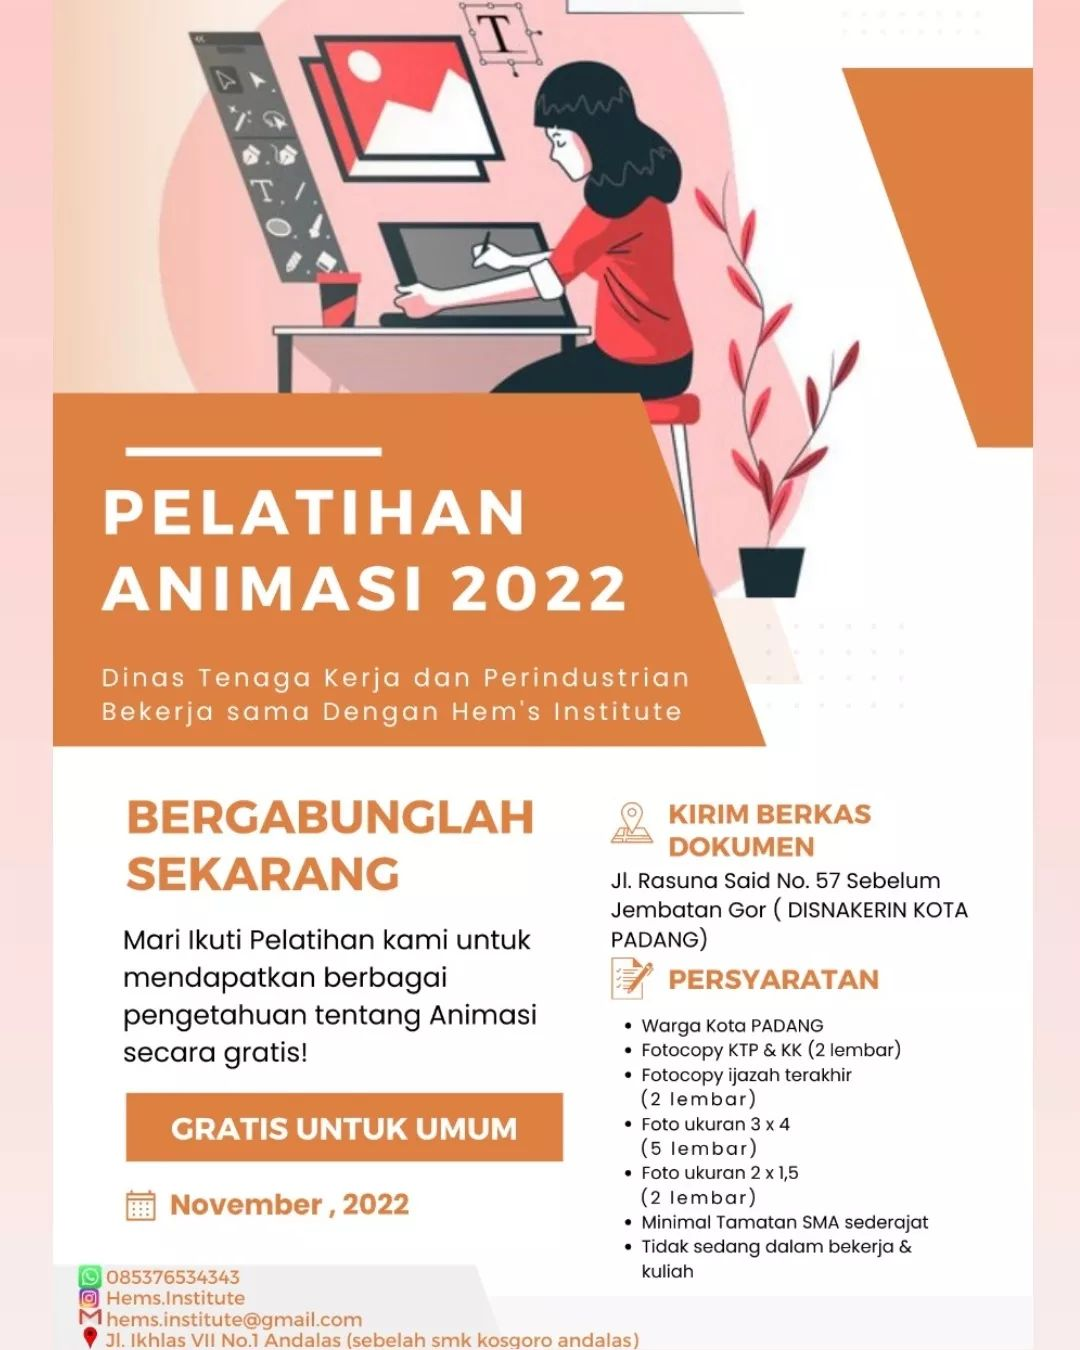 T
T
PELATIHAN
ANIMASI 2022
Dinas Tenaga Kerja dan Perindustrian
Bekerja sama Dengan Hem's Institute
BERGABUNGLAH
SEKARANG
Mari Ikuti Pelatihan kami untuk
mendapatkan berbagai
pengetahuan tentang Animasi
secara gratis!
GRATIS UNTUK UMUM
November , 2022
KIRIM BERKAS
DOKUMEN
Jl. Rasuna Said No. 57 Sebelum
Jembatan Gor ( DISNAKERIN KOTA
PADANG)
PERSYARATAN
• Warga Kota PADANG
• Fotocopy KTP & KK (2 lembar)
• Fotocopy ijazah terakhir
(2 lembar)
• Foto ukuran 3 x 4
(5 lembar)
• Foto ukuran 2 x 1,5
(2 lembar)
• Minimal Tamatan SMA sederajat
• Tidak sedang dalam bekerja &
kuliah
085376534343
Hems.Institute
hems.institute@gmail.com
Jl. Ikhlas VII No.1 Andalas (sebelah smk kosgoro andalas)